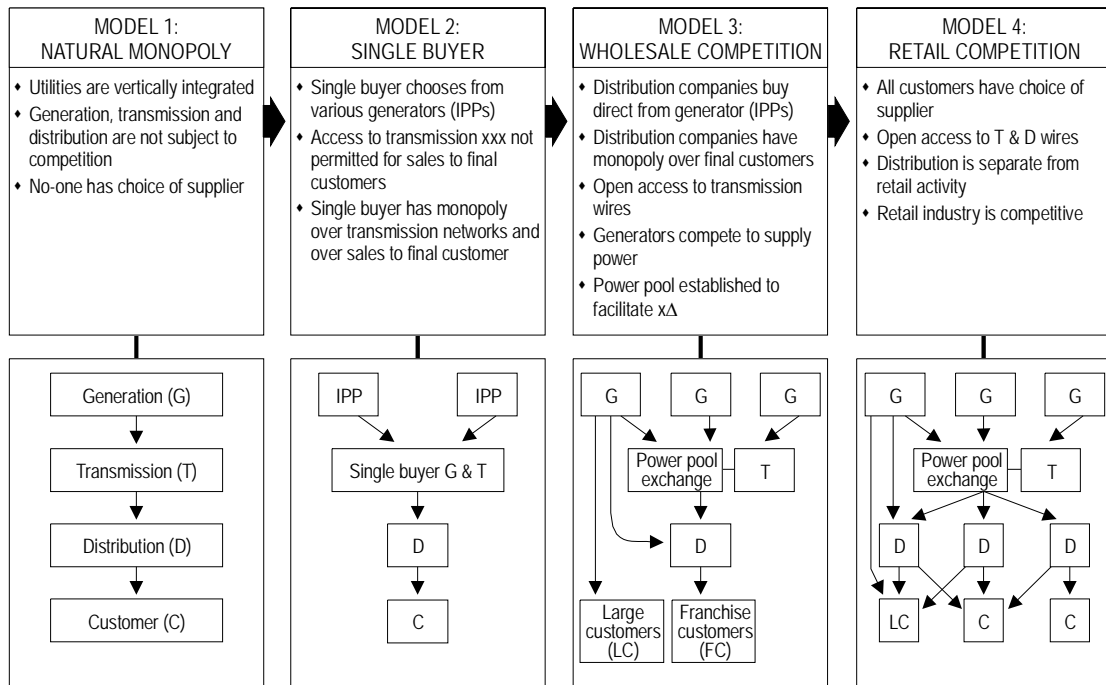 MODEL 1:
NATURAL MONOPOLY
♦ Utilities are vertically integrated
♦ Generation, transmission and
distribution are not subject to
competition
♦ No-one has choice of supplier
MODEL 2:
SINGLE BUYER
♦ Single buyer chooses from
various generators (IPPs)
♦ Access to transmission xxx not
permitted for sales to final
customers
♦ Single buyer has monopoly
over transmission networks and
over sales to final customer
MODEL 3:
WHOLESALE COMPETITION
♦ Distribution companies buy
direct from generator (IPPs)
♦ Distribution companies have
monopoly over final customers
♦ Open access to transmission
wires
♦ Generators compete to supply
power
♦ Power pool established to
facilitate x∆
MODEL 4:
RETAIL COMPETITION
♦ All customers have choice of
supplier
♦ Open access to T & D wires
♦ Distribution is separate from
retail activity
♦ Retail industry is competitive
Generation (G)
Transmission (T)
Distribution (D)
Customer (C)
IPP IPP
Single buyer G & T
D
C
G G G
Power pool
exchange
T
D
Large
customers
(LC)
Franchise
customers
(FC)
G G G
Power pool
exchange
T
D D D
LC C C